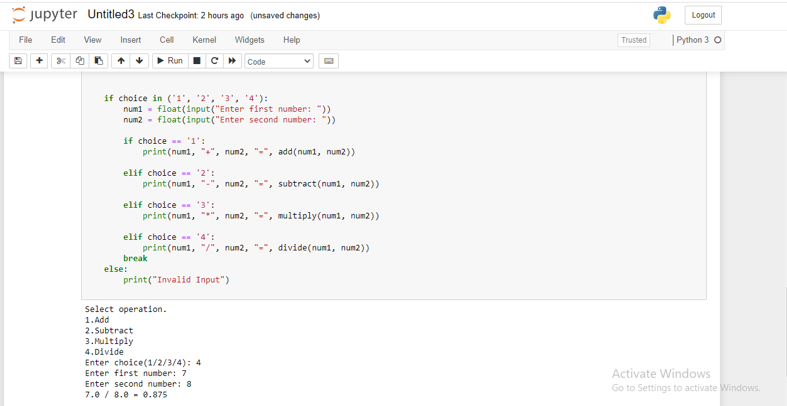 jupyter Untitled3 Last Checkpoint: 2 hours ago (unsaved changes) Logout
File Edit View Insert Cell Kernel Widgets Help Trusted Python 3
Run Code
if choice in ('1', '2', '3', '4'):
num1 = float(input("Enter first number: "))
num2 = float(input("Enter second number: "))
if choice == '1':
print(num1, "+", num2, "=", add(num1, num2))
elif choice == '2':
print(num1, "-", num2, "=", subtract(num1, num2))
elif choice == '3':
print(num1, "*", num2, "=", multiply(num1, num2))
elif choice == '4':
print(num1, "/", num2, "=", divide(num1, num2))
break
else:
print("Invalid Input")
Select operation.
1.Add
2.Subtract
3.Multiply
4.Divide
Enter choice(1/2/3/4): 4
Enter first number: 7
Enter second number: 8
7.0 / 8.0 = 0.875
Activate Windows
Go to Settings to activate Windows.